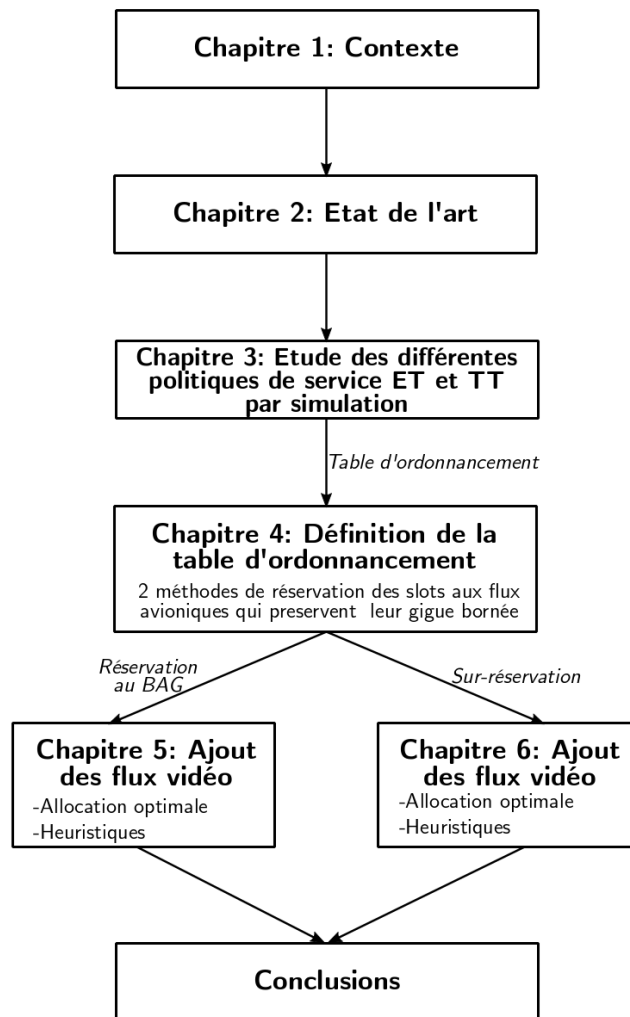 Chapitre 1: Contexte
Chapitre 2: Etat de l'art
Chapitre 3: Etude des différentes
politiques de service ET et TT
par simulation
Table d'ordonnancement
Chapitre 4: Définition de la
table d'ordonnancement
2 méthodes de réservation des slots aux flux
avioniques qui preservent leur gigue bornée
Réservation
au BAG
Sur-réservation
Chapitre 5: Ajout
des flux vidéo
-Allocation optimale
-Heuristiques
Chapitre 6: Ajout
des flux vidéo
-Allocation optimale
-Heuristiques
Conclusions